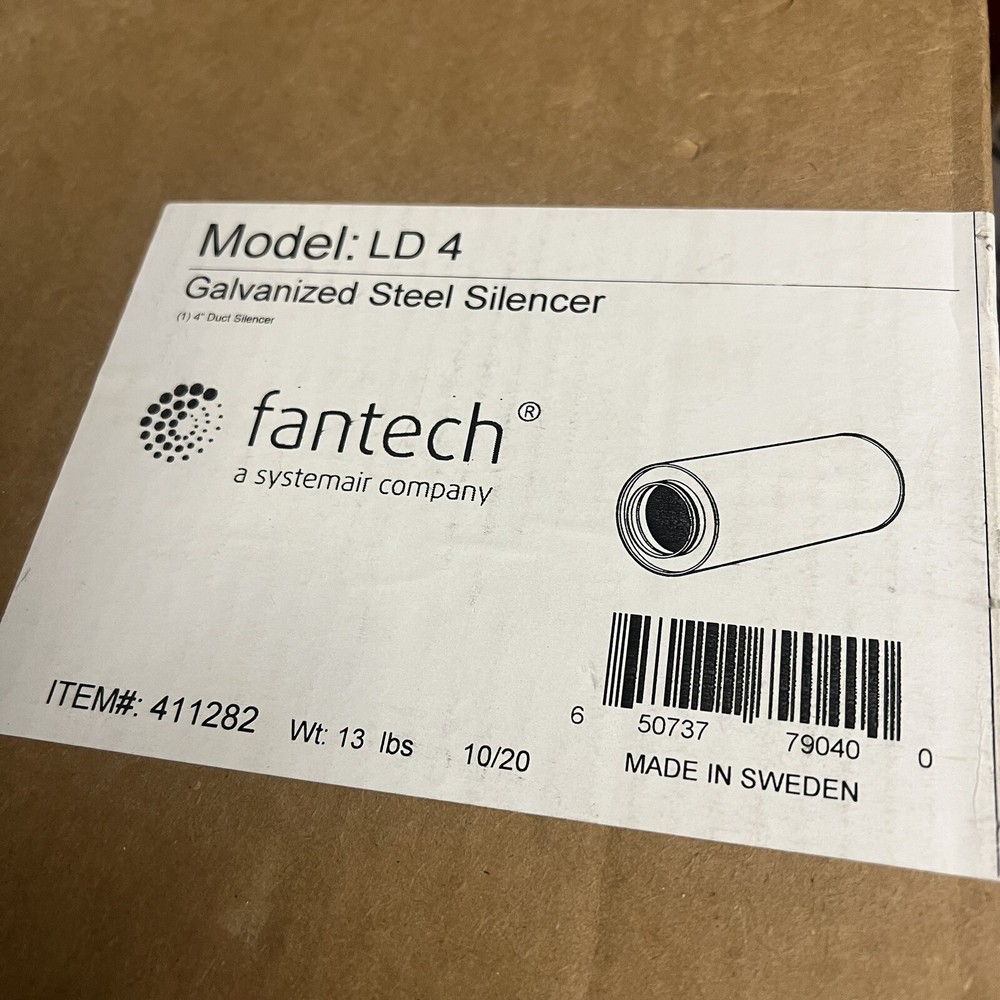 Model: LD 4
Galvanized Steel Silencer
(1) 4" Duct Silencer
fantech®
a systemair company
ITEM#: 411282 Wt: 13 lbs 10/20
6 50737 79040 0
MADE IN SWEDEN